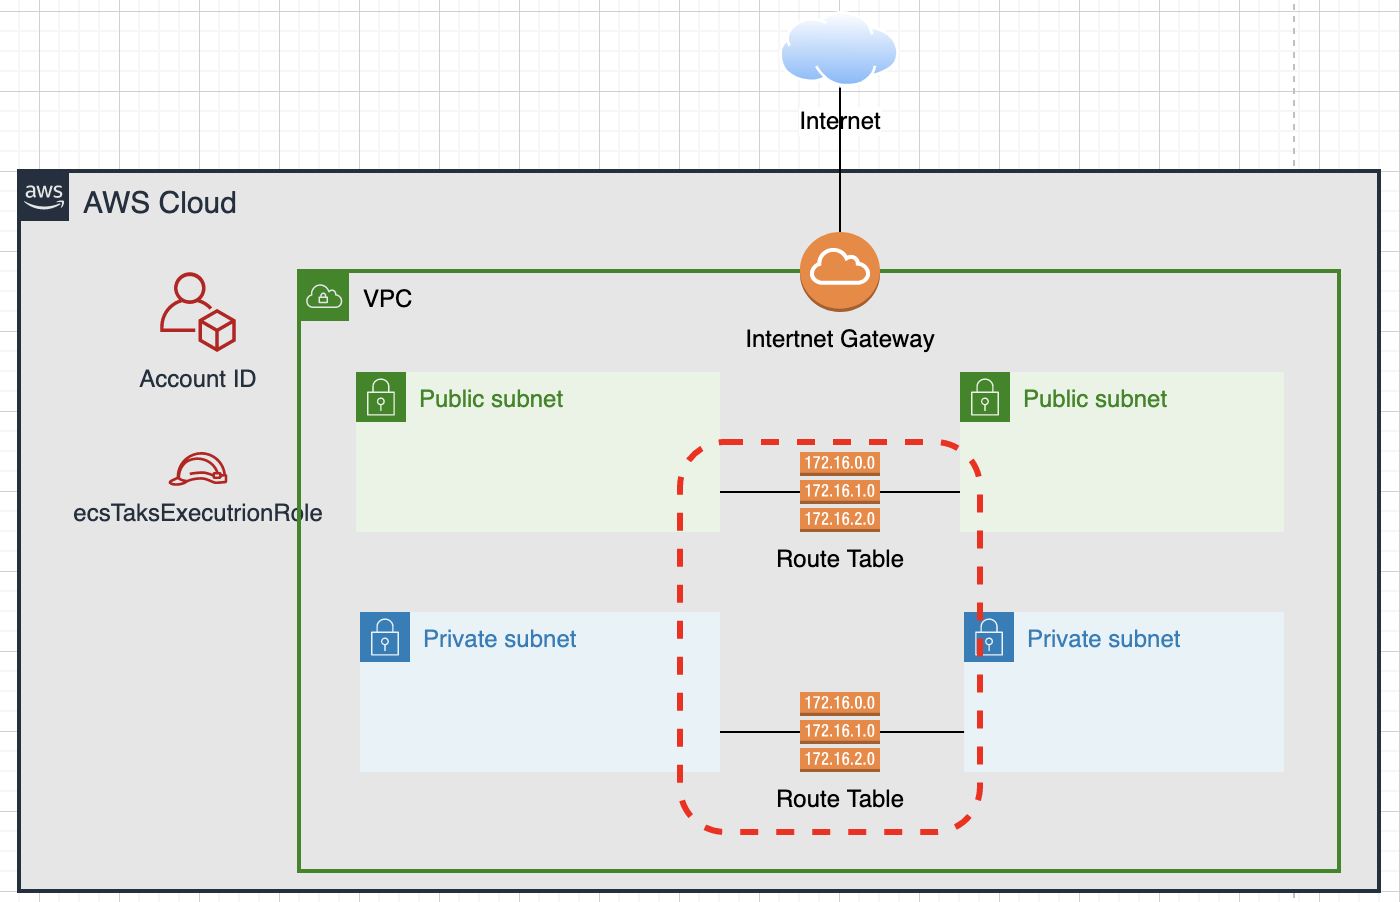 Internet
aws
AWS Cloud
VPC
Intertnet Gateway
Account ID
Public subnet
Public subnet
172.16.0.0
172.16.1.0
172.16.2.0
Route Table
ecsTaksExecutrionRole
Private subnet
Private subnet
172.16.0.0
172.16.1.0
172.16.2.0
Route Table